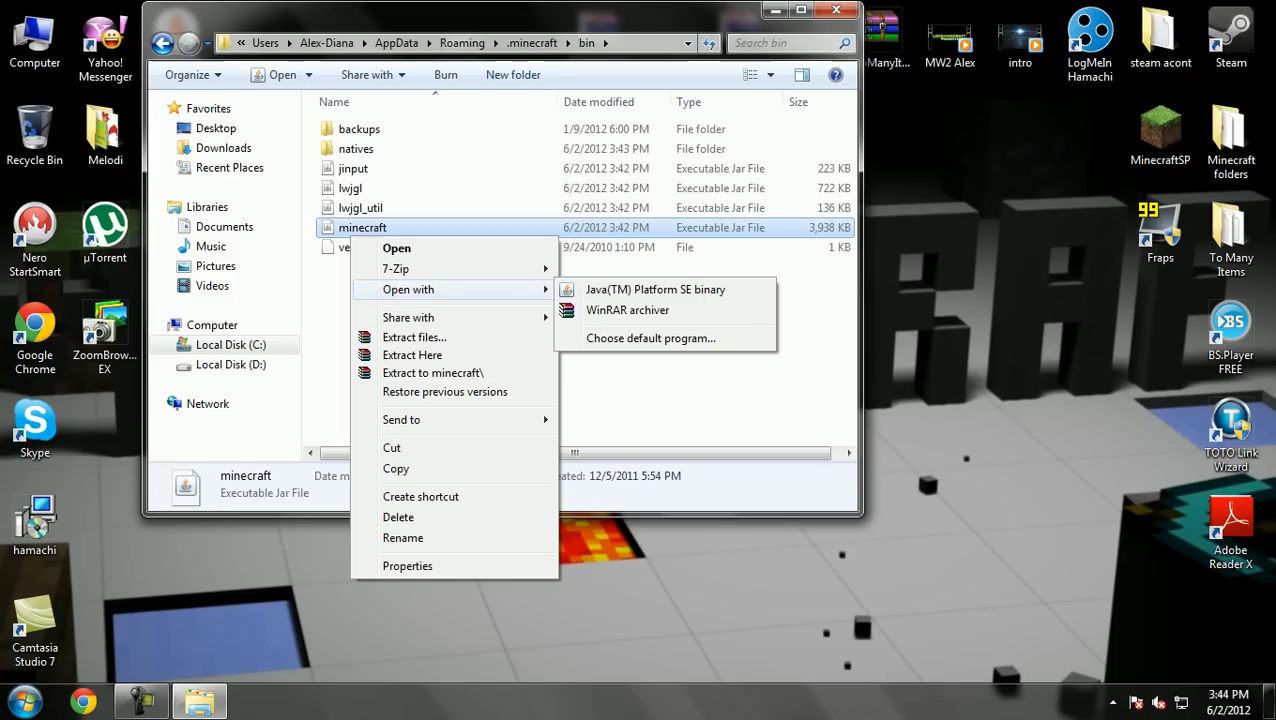 Users
Alex-Diana
AppData
Roaming
.minecraft
bin
Search bin
Organize
Open
Share with
Burn
New folder
Name
Date modified
Type
Size
Favorites
Desktop
Downloads
Recent Places
Libraries
Documents
Music
Pictures
Videos
Computer
Local Disk (C:)
Local Disk (D:)
Network
backups 1/9/2012 6:00 PM File folder
natives 6/2/2012 3:43 PM File folder
jinput 6/2/2012 3:42 PM Executable Jar File 223 KB
lwjgl 6/2/2012 3:42 PM Executable Jar File 722 KB
lwjgl_util 6/2/2012 3:42 PM Executable Jar File 136 KB
minecraft 6/2/2012 3:42 PM Executable Jar File 3,938 KB
ve 9/24/2010 1:10 PM File 1 KB
Open
7-Zip
Open with
Share with
Extract files...
Extract Here
Extract to minecraft\
Restore previous versions
Send to
Cut
Copy
Create shortcut
Delete
Rename
Properties
Java(TM) Platform SE binary
WinRAR archiver
Choose default program...
minecraft Date m
Executable Jar File
ated: 12/5/2011 5:54 PM
Computer
Yahoo!
Messenger
Recycle Bin
Melodi
Nero
StartSmart
µTorrent
Google
Chrome
ZoomBrow...
EX
Skype
hamachi
Camtasia
Studio 7
ManyIt...
MW2 Alex
intro
LogMeIn
Hamachi
steam acont
Steam
MinecraftSP
Minecraft
folders
99
Fraps
To Many
Items
BS
BS.Player
FREE
TOTO Link
Wizard
Adobe
Reader X
3:44 PM
6/2/2012